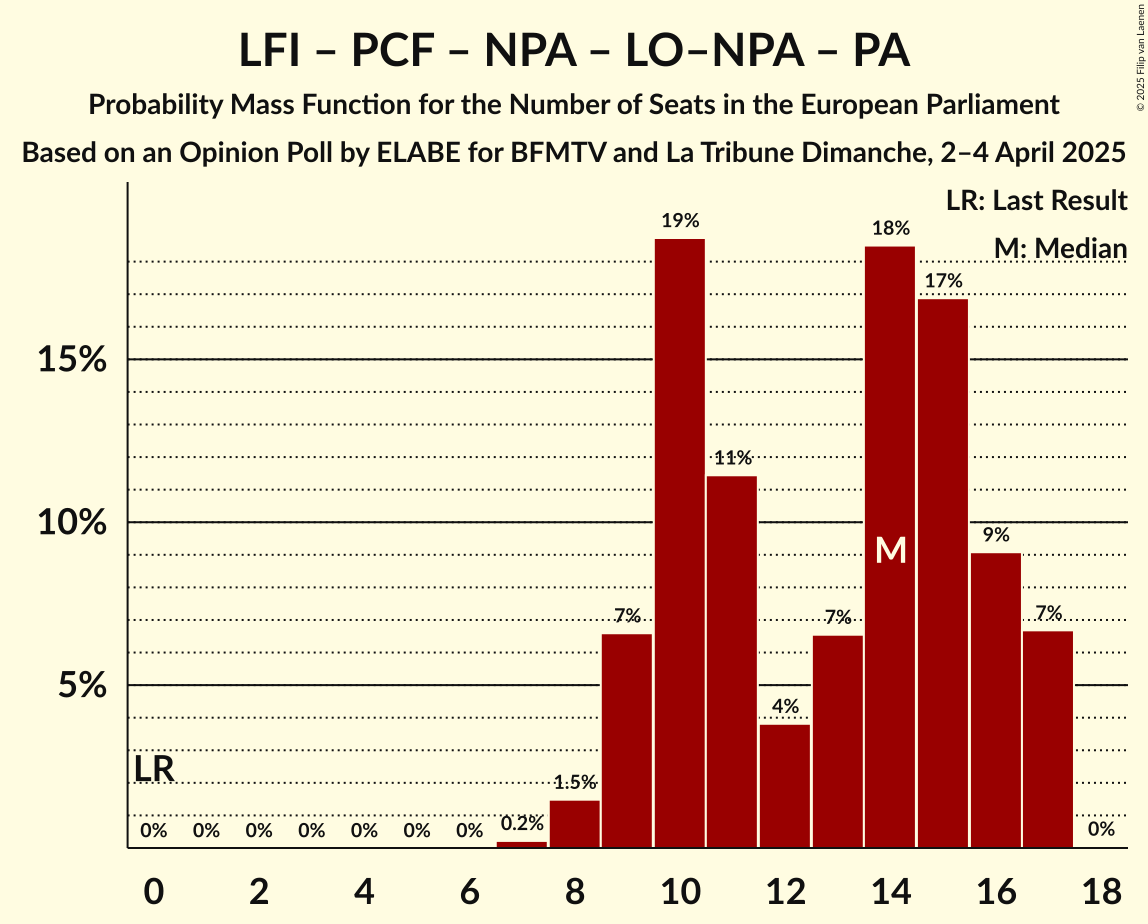 LFI – PCF – NPA – LO–NPA – PA
Probability Mass Function for the Number of Seats in the European Parliament
Based on an Opinion Poll by ELABE for BFMTV and La Tribune Dimanche, 2–4 April 2025
© 2025 Filip van Laenen
LR: Last Result
M: Median
15%
10%
5%
LR
M
0% 0% 0% 0% 0% 0% 0% 0.2% 1.5% 7% 19% 11% 4% 7% 18% 17% 9% 7% 0%
0 2 4 6 8 10 12 14 16 18